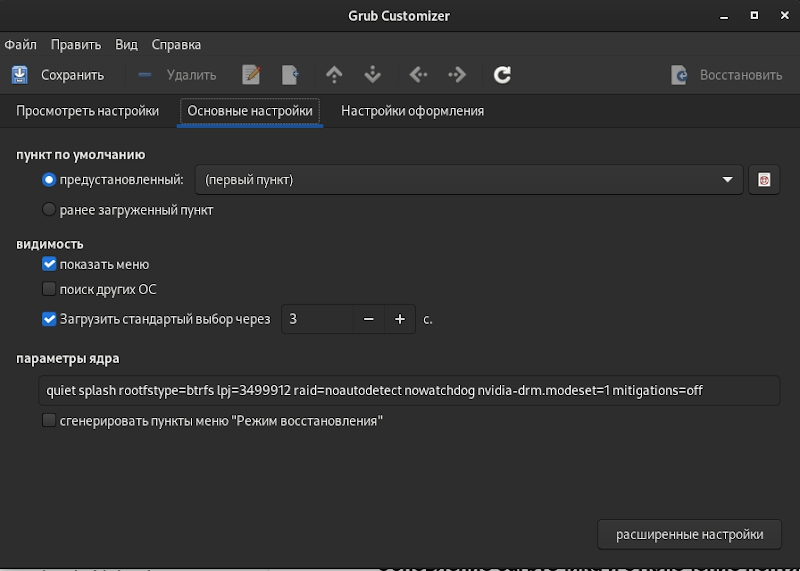 Grub Customizer
Файл Править Вид Справка
Сохранить Удалить Восстановить
Просмотреть настройки Основные настройки Настройки оформления
пункт по умолчанию
предустановленный: (первый пункт)
ранее загруженный пункт
видимость
показать меню
поиск других ОС
Загрузить стандартый выбор через 3 с.
параметры ядра
quiet splash rootfstype=btrfs lpj=3499912 raid=noautodetect nowatchdog nvidia-drm.modeset=1 mitigations=off
сгенерировать пункты меню "Режим восстановления"
расширенные настройки